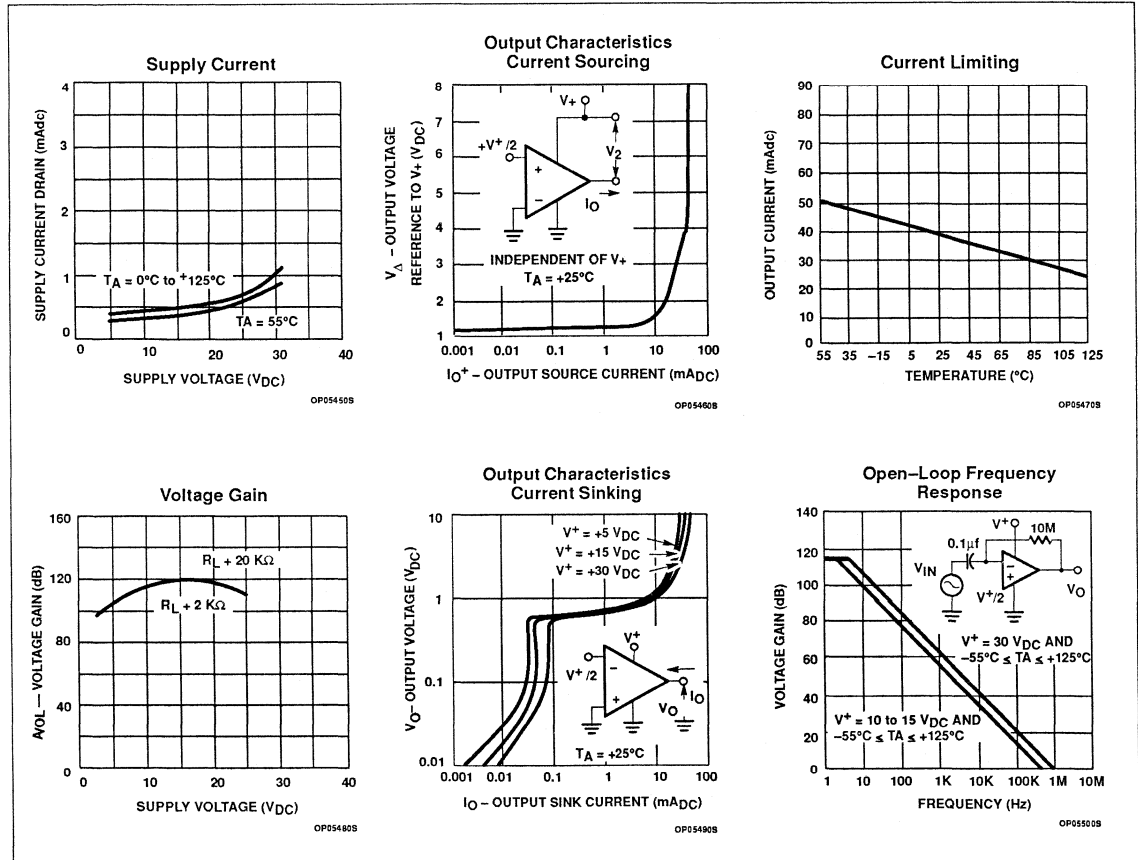 Supply Current
4
3
2
1
0
SUPPLY CURRENT DRAIN (mAdc)
TA = 0°C to +125°C
TA = 55°C
0 10 20 30 40
SUPPLY VOLTAGE (VDC)
OP05450S
Output Characteristics
Current Sourcing
8
7
6
5
4
3
2
1
VΔ – OUTPUT VOLTAGE
REFERENCE TO V+ (VDC)
V+
+V+/2
+
–
V2
IO
INDEPENDENT OF V+
TA = +25°C
0.001 0.01 0.1 1 10 100
IO+ – OUTPUT SOURCE CURRENT (mADC)
OP05460S
Current Limiting
90
80
70
60
50
40
30
20
10
0
OUTPUT CURRENT (mAdc)
55 35 –15 5 25 45 65 85 105 125
TEMPERATURE (°C)
OP05470S
Voltage Gain
160
120
80
40
0
AVOL — VOLTAGE GAIN (dB)
RL + 20 KΩ
RL + 2 KΩ
0 10 20 30 40
SUPPLY VOLTAGE (VDC)
OP05480S
Output Characteristics
Current Sinking
10
1
0.1
0.01
VO– OUTPUT VOLTAGE (VDC)
V+ = +5 VDC
V+ = +15 VDC
V+ = +30 VDC
V+
V+/2
–
+
IO
VO
TA = +25°C
0.001 0.01 0.1 1 10 100
IO – OUTPUT SINK CURRENT (mADC)
OP05490S
Open–Loop Frequency
Response
140
120
100
80
60
40
20
0
VOLTAGE GAIN (dB)
V+
10M
0.1µf
VIN
–
+
V+/2
VO
V+ = 30 VDC AND
–55°C ≤ TA ≤ +125°C
V+ = 10 to 15 VDC AND
–55°C ≤ TA ≤ +125°C
1 10 100 1K 10K 100K 1M 10M
FREQUENCY (Hz)
OP05500S